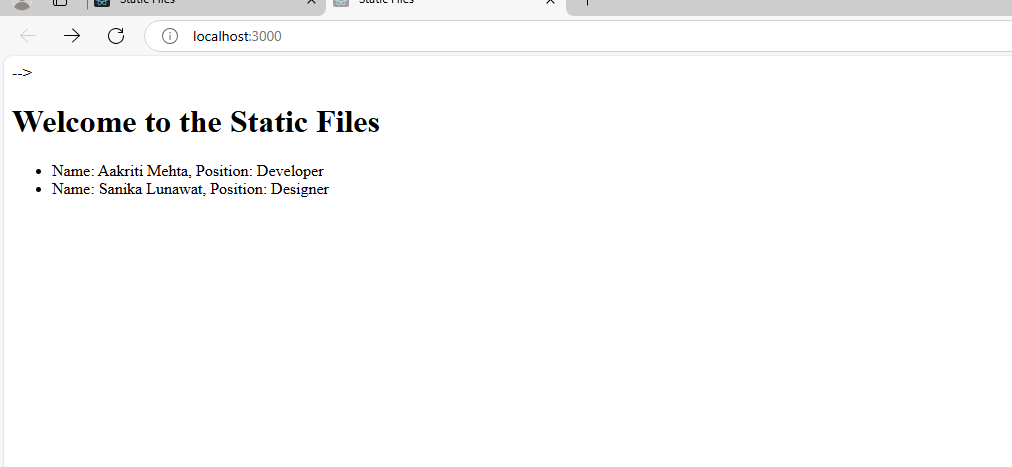 Static Files
Static Files
localhost:3000
-->
Welcome to the Static Files
Name: Aakriti Mehta, Position: Developer
Name: Sanika Lunawat, Position: Designer